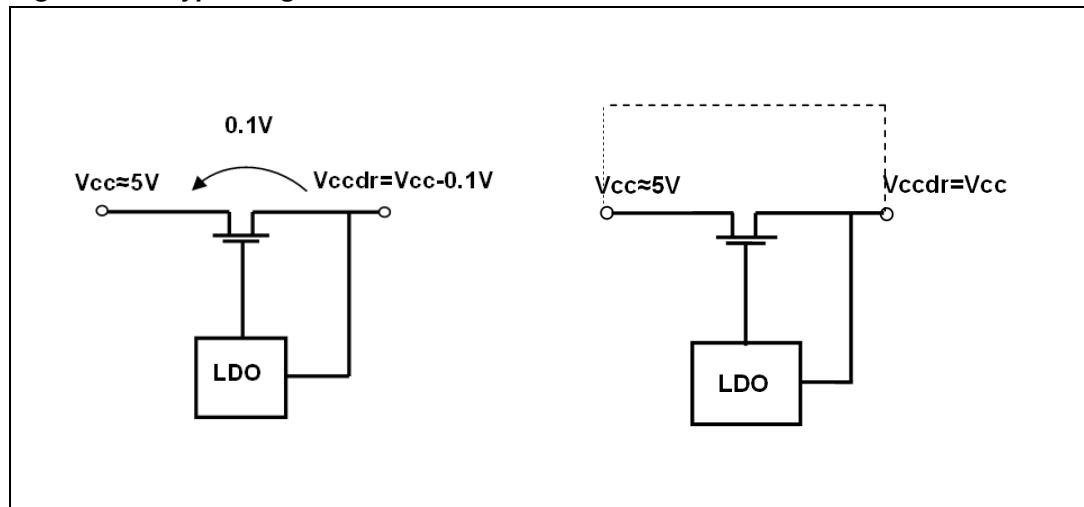 0.1V
Vcc≈5V
Vccdr=Vcc-0.1V
LDO
Vcc≈5V
Vccdr=Vcc
LDO